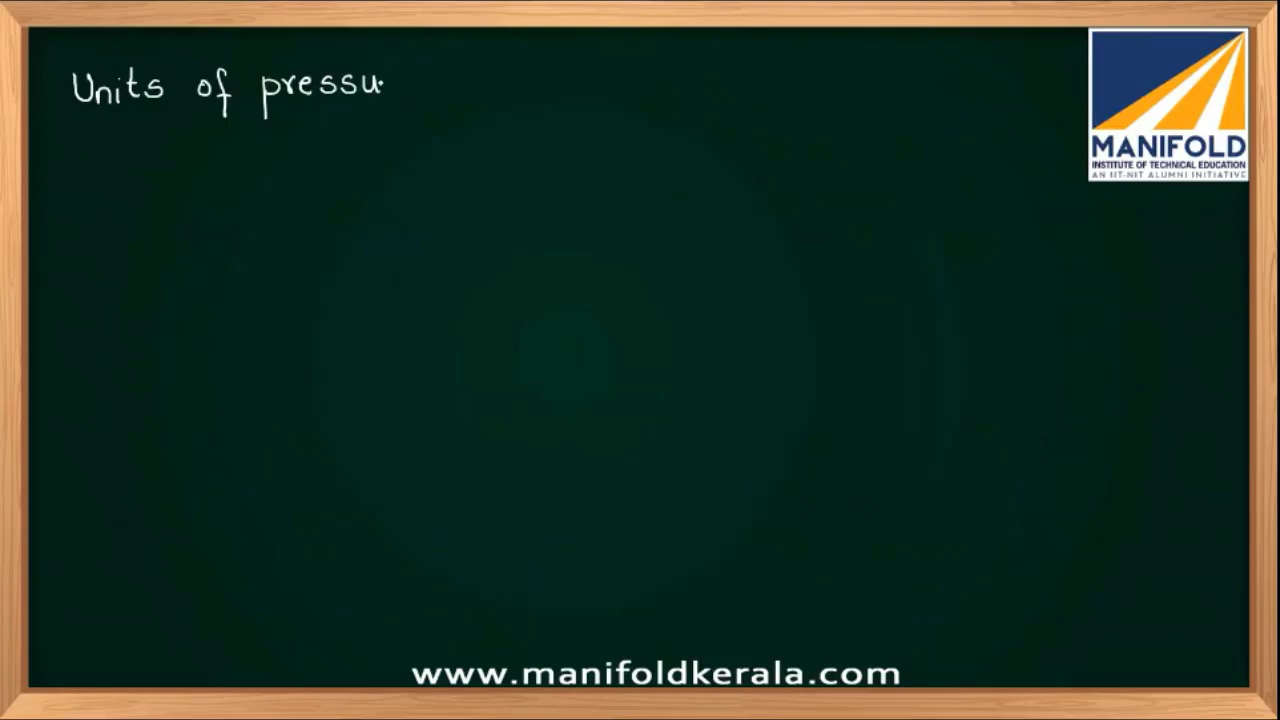 Units of pressu
MANIFOLD
INSTITUTE OF TECHNICAL EDUCATION
AN IIT-NIT ALUMNI INITIATIVE
www.manifoldkerala.com